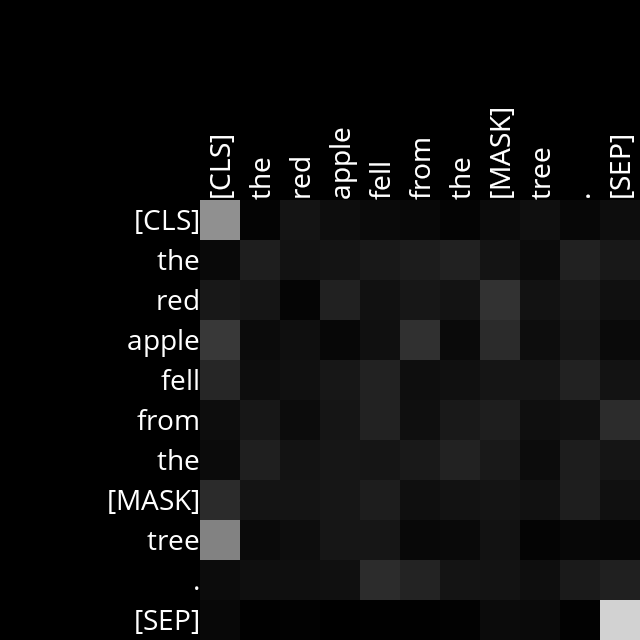 [CLS] the red apple fell from the [MASK] tree . [SEP]
[CLS]
the
red
apple
fell
from
the
[MASK]
tree
.
[SEP]